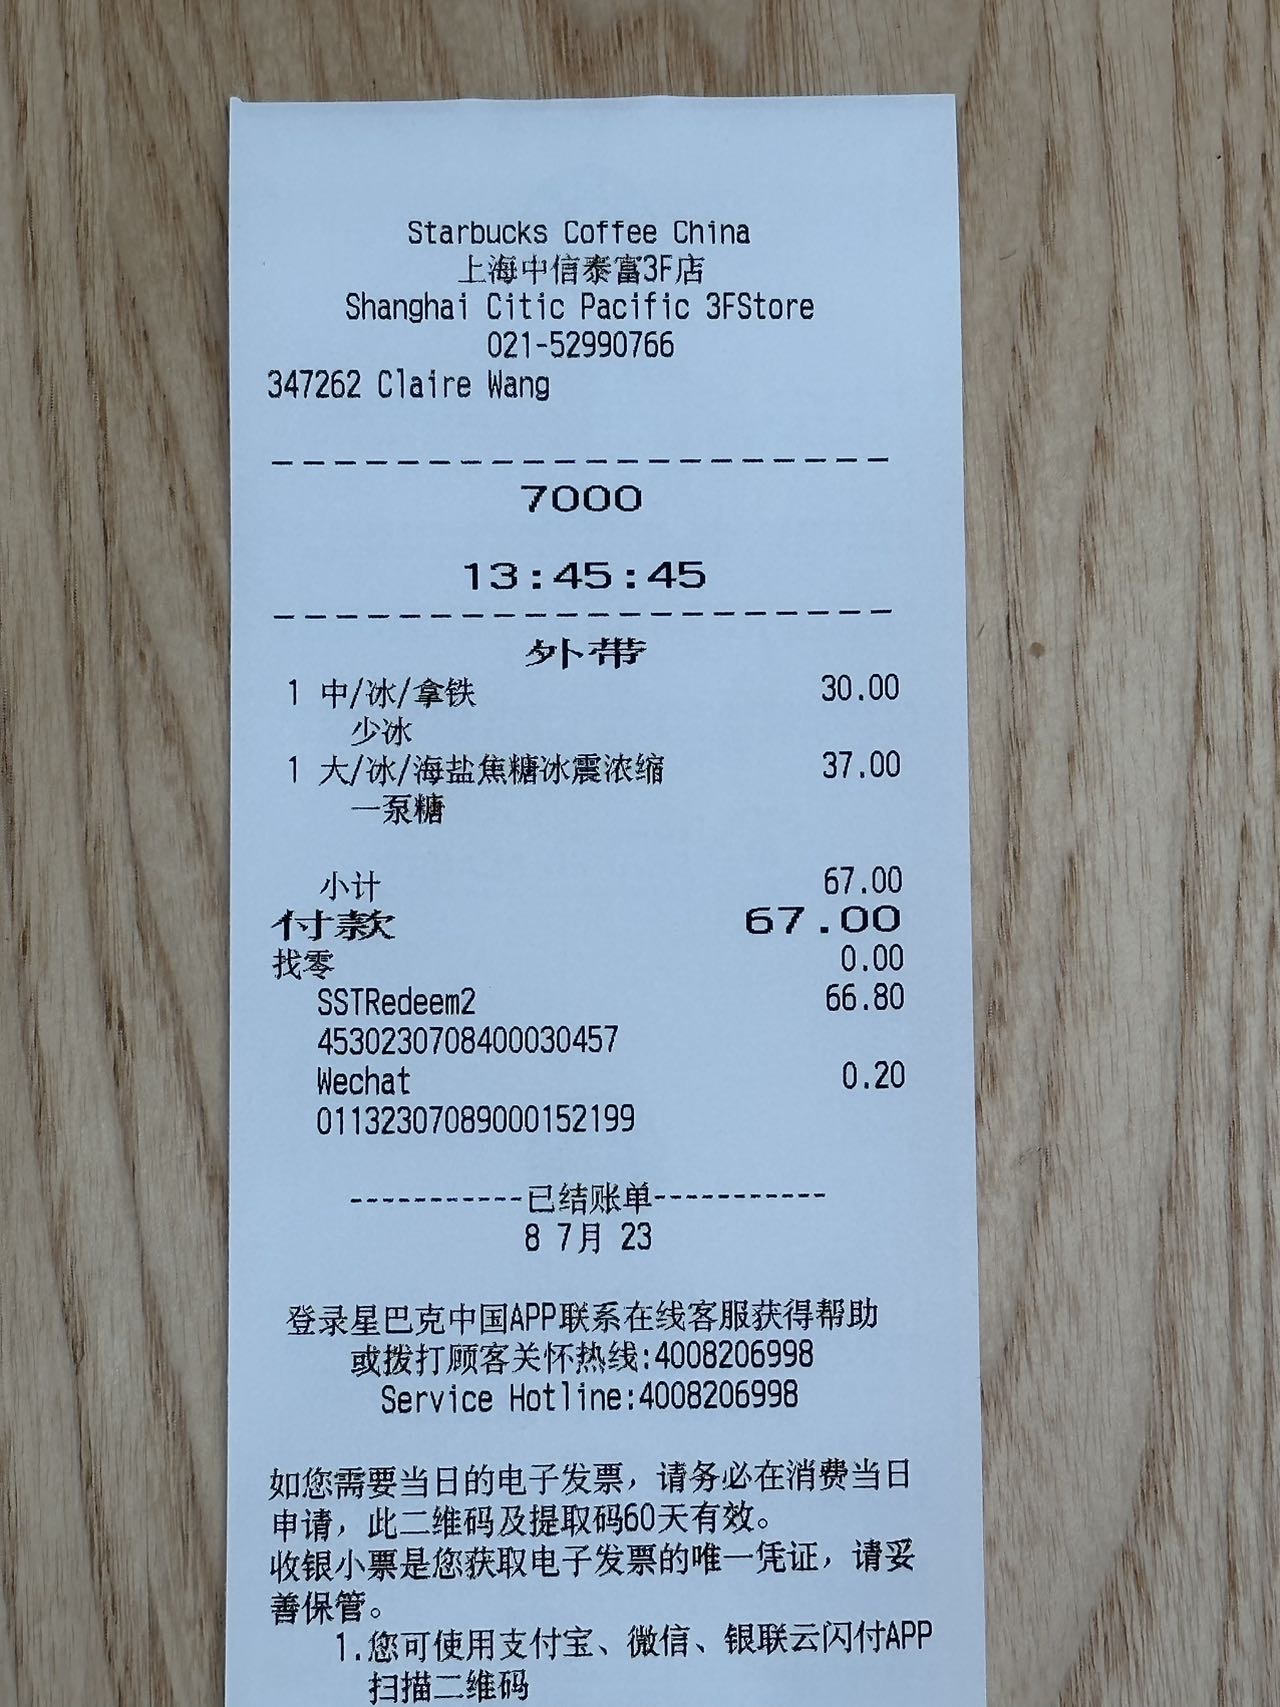 Starbucks Coffee China
上海中信泰富3F店
Shanghai Citic Pacific 3FStore
021-52990766
347262 Claire Wang
--------------------
7000
13:45:45
--------------------
外带
1 中/冰/拿铁 30.00
少冰
1 大/冰/海盐焦糖冰震浓缩 37.00
一泵糖
小计 67.00
付款 67.00
找零 0.00
SSTRedeem2 66.80
4530230708400030457
Wechat 0.20
01132307089000152199
-----------已结账单-----------
8 7月 23
登录星巴克中国APP联系在线客服获得帮助
或拨打顾客关怀热线:4008206998
Service Hotline:4008206998
如您需要当日的电子发票，请务必在消费当日
申请，此二维码及提取码60天有效。
收银小票是您获取电子发票的唯一凭证，请妥
善保管。
1.您可使用支付宝、微信、银联云闪付APP
扫描二维码